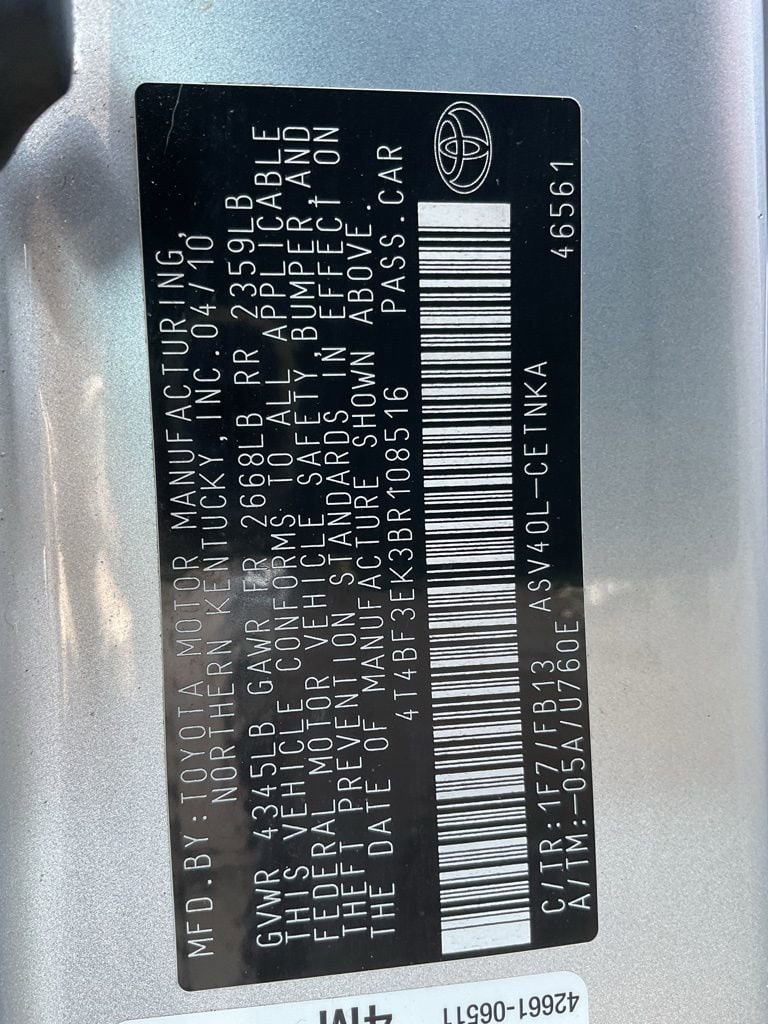 MFD.BY:TOYOTA MOTOR MANUFACTURING,
NORTHERN KENTUCKY,INC.04/10
GVWR 4345LB GAWR FR 2668LB RR 2359LB
THIS VEHICLE CONFORMS TO ALL APPLICABLE
FEDERAL MOTOR VEHICLE SAFETY,BUMPER,AND
THEFT PREVENTION STANDARDS IN EFFECT ON
THE DATE OF MANUFACTURE SHOWN ABOVE.
4T4BF3EK3BR108516 PASS.CAR
C/TR:1F7/FB13 ASV40L-CETNKA 46561
A/TM:-05A/U760E
42661-06511
4M